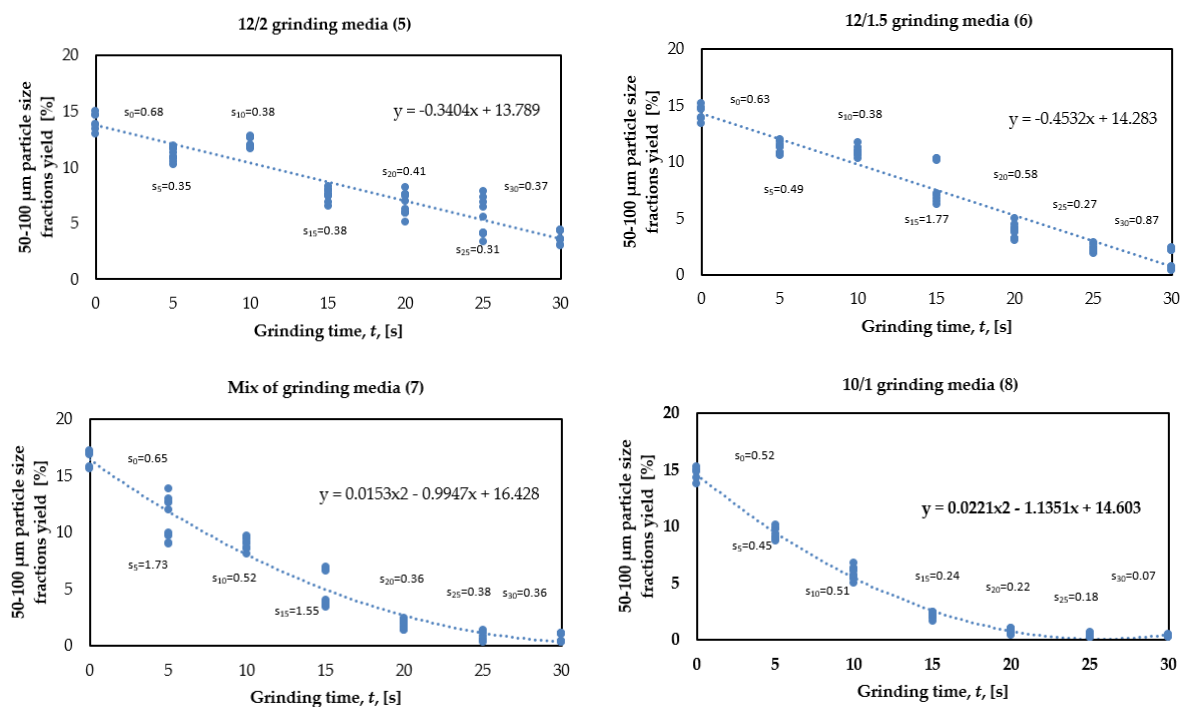 12/2 grinding media (5)
50-100 µm particle size
fractions yield [%]
20
15
10
5
0
s0=0.68
s10=0.38
y = -0.3404x + 13.789
s5=0.35
s20=0.41
s30=0.37
s15=0.38
s25=0.31
0 5 10 15 20 25 30
Grinding time, t, [s]
12/1.5 grinding media (6)
50-100 µm particle size
fractions yield [%]
20
15
10
5
0
s0=0.63
s10=0.38
y = -0.4532x + 14.283
s5=0.49
s20=0.58
s15=1.77
s25=0.27
s30=0.87
0 5 10 15 20 25 30
Grinding time, t, [s]
Mix of grinding media (7)
50-100 µm particle size
fractions yield [%]
20
15
10
5
0
s0=0.65
y = 0.0153x2 - 0.9947x + 16.428
s5=1.73
s10=0.52
s15=1.55
s20=0.36
s25=0.38
s30=0.36
0 5 10 15 20 25 30
Grinding time, t, [s]
10/1 grinding media (8)
50-100 µm particle size
fractions yield [%]
20
15
10
5
0
s0=0.52
y = 0.0221x2 - 1.1351x + 14.603
s5=0.45
s10=0.51
s15=0.24
s20=0.22
s25=0.18
s30=0.07
0 5 10 15 20 25 30
Grinding time, t, [s]